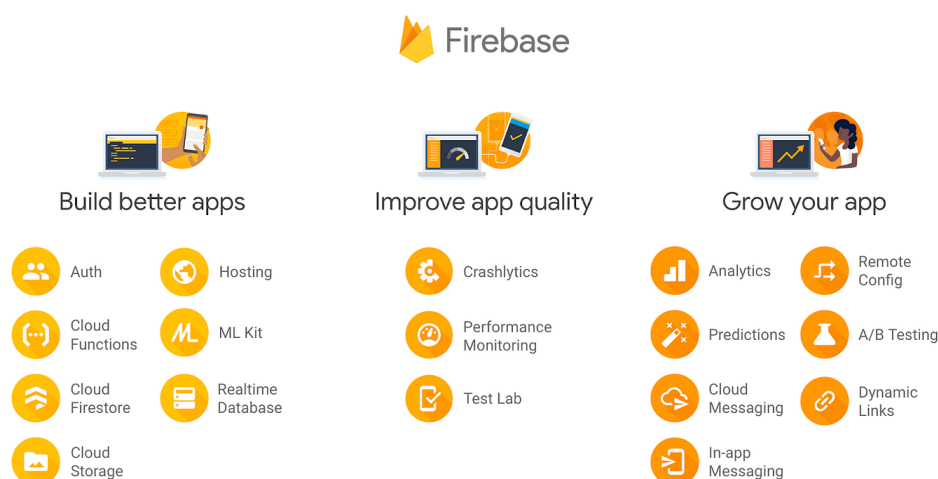 Firebase
Build better apps
Auth
Hosting
Cloud
Functions
ML Kit
Cloud
Firestore
Realtime
Database
Cloud
Storage
Improve app quality
Crashlytics
Performance
Monitoring
Test Lab
Grow your app
Analytics
Remote
Config
Predictions
A/B Testing
Cloud
Messaging
Dynamic
Links
In-app
Messaging